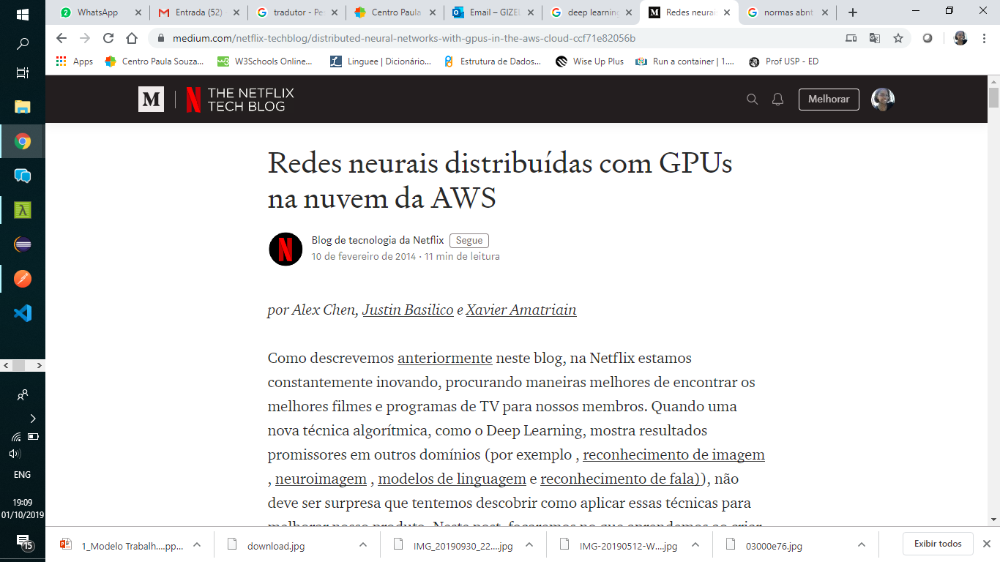 WhatsApp
Entrada (52)
tradutor - Pe
Centro Paula
Email – GIZEL
deep learning
Redes neurai
normas abnt
medium.com/netflix-techblog/distributed-neural-networks-with-gpus-in-the-aws-cloud-ccf71e82056b
Apps
Centro Paula Souza...
W3Schools Online...
Linguee | Dicionário...
Estrutura de Dados...
Wise Up Plus
Run a container | 1....
Prof USP - ED
M
THE NETFLIX
TECH BLOG
Melhorar
Redes neurais distribuídas com GPUs
na nuvem da AWS
Blog de tecnologia da Netflix Segue
10 de fevereiro de 2014 · 11 min de leitura
por Alex Chen, Justin Basilico e Xavier Amatriain
Como descrevemos anteriormente neste blog, na Netflix estamos
constantemente inovando, procurando maneiras melhores de encontrar os
melhores filmes e programas de TV para nossos membros. Quando uma
nova técnica algorítmica, como o Deep Learning, mostra resultados
promissores em outros domínios (por exemplo , reconhecimento de imagem
, neuroimagem , modelos de linguagem e reconhecimento de fala)), não
deve ser surpresa que tentemos descobrir como aplicar essas técnicas para
melhorar nosso produto. Neste post, focaremos no que aprendemos ao criar
ENG
19:09
01/10/2019
15
1_Modelo Trabalh....pp...
download.jpg
IMG_20190930_22....jpg
IMG-20190512-W....jpg
03000e76.jpg
Exibir todos